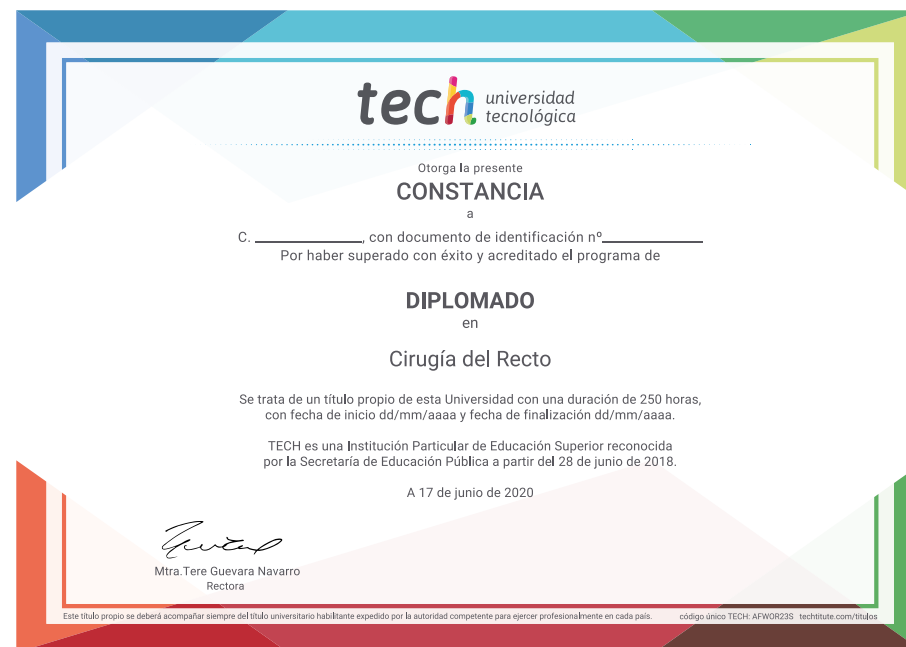 tech universidad
tecnológica
Otorga la presente
CONSTANCIA
a
C. ____________, con documento de identificación nº____________
Por haber superado con éxito y acreditado el programa de
DIPLOMADO
en
Cirugía del Recto
Se trata de un título propio de esta Universidad con una duración de 250 horas,
con fecha de inicio dd/mm/aaaa y fecha de finalización dd/mm/aaaa.
TECH es una Institución Particular de Educación Superior reconocida
por la Secretaría de Educación Pública a partir del 28 de junio de 2018.
A 17 de junio de 2020
Mtra.Tere Guevara Navarro
Rectora
Este título propio se deberá acompañar siempre del título universitario habilitante expedido por la autoridad competente para ejercer profesionalmente en cada país. código único TECH: AFWOR23S techtitute.com/titulos